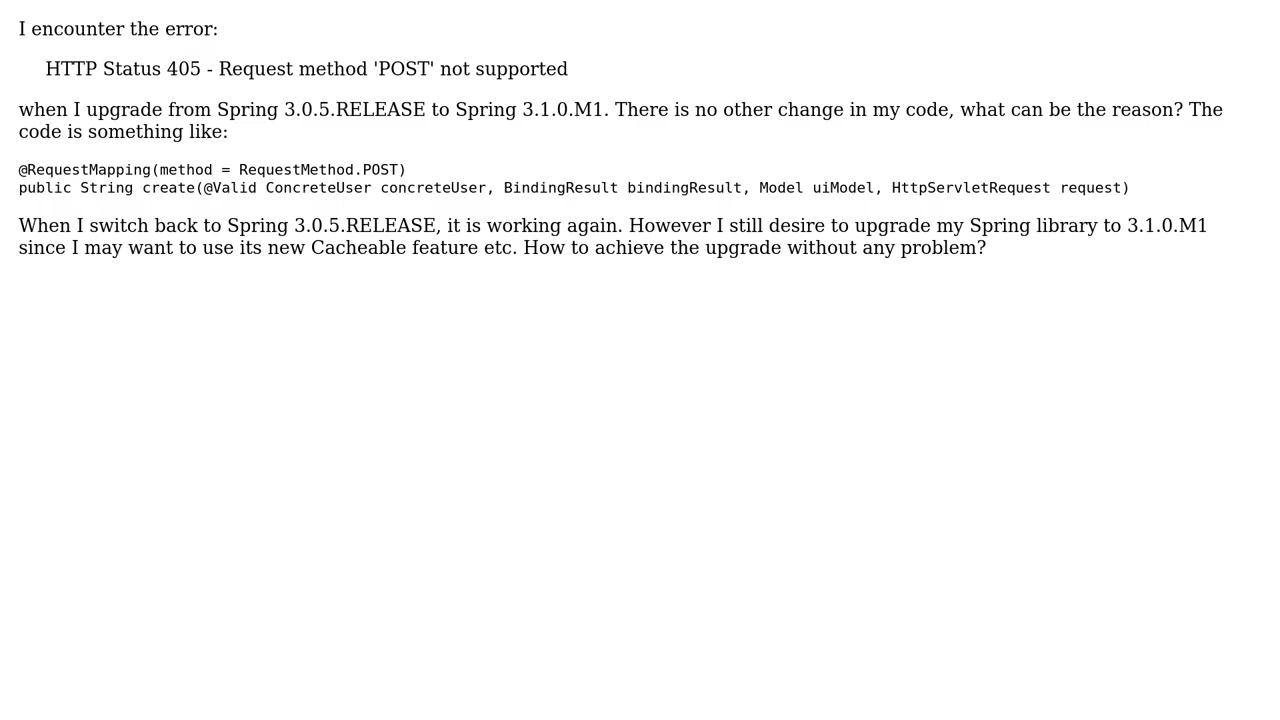 I encounter the error:
HTTP Status 405 - Request method 'POST' not supported
when I upgrade from Spring 3.0.5.RELEASE to Spring 3.1.0.M1. There is no other change in my code, what can be the reason? The
code is something like:
@RequestMapping(method = RequestMethod.POST)
public String create(@Valid ConcreteUser concreteUser, BindingResult bindingResult, Model uiModel, HttpServletRequest request)
When I switch back to Spring 3.0.5.RELEASE, it is working again. However I still desire to upgrade my Spring library to 3.1.0.M1
since I may want to use its new Cacheable feature etc. How to achieve the upgrade without any problem?